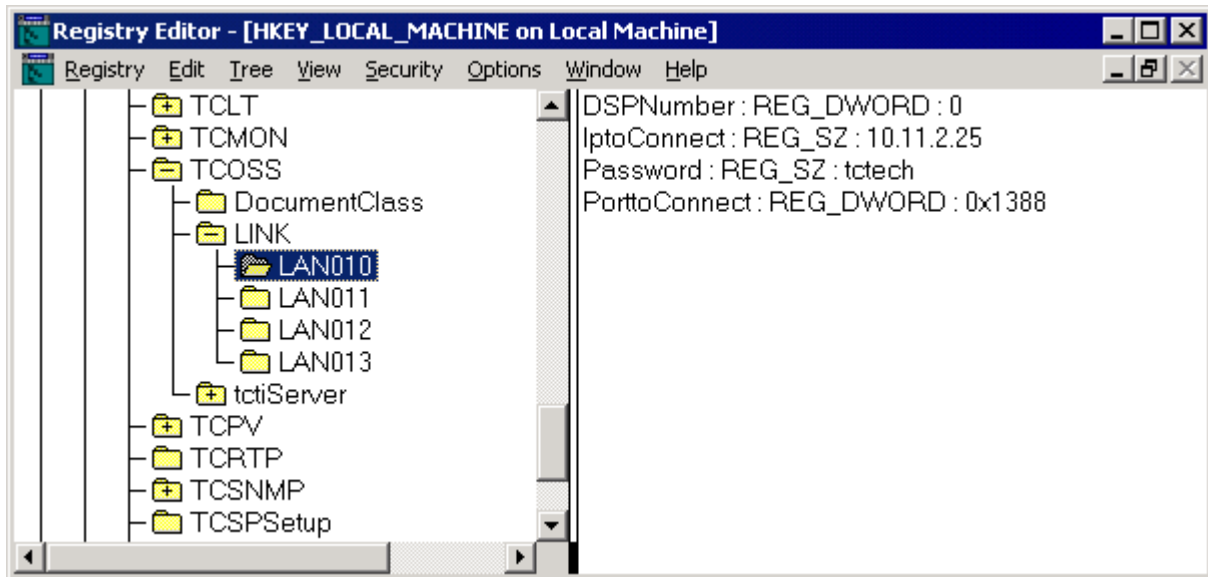 Registry Editor - [HKEY_LOCAL_MACHINE on Local Machine]
Registry Edit Tree View Security Options Window Help
TCLT
TCMON
TCOSS
DocumentClass
LINK
LAN010
LAN011
LAN012
LAN013
tctiServer
TCPV
TCRTP
TCSNMP
TCSPSetup
DSPNumber : REG_DWORD : 0
IptoConnect : REG_SZ : 10.11.2.25
Password : REG_SZ : tctech
PorttoConnect : REG_DWORD : 0x1388